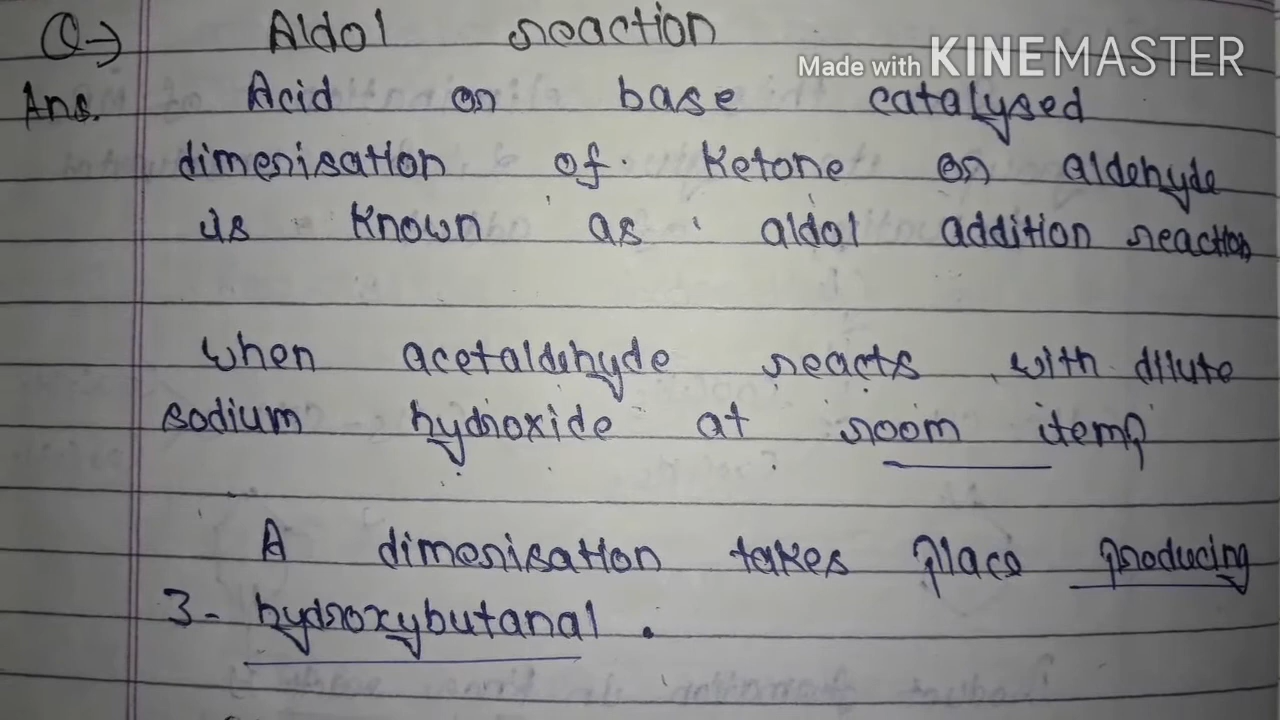 Q→ Aldol reaction
Made with KINEMASTER
Ans. Acid or base catalysed
dimerisation of Ketone or aldehyde
is Known as aldol addition reaction
when acetaldehyde reacts with dilute
sodium hydroxide at room temp
A dimerisation takes place producing
3- hydroxybutanal .